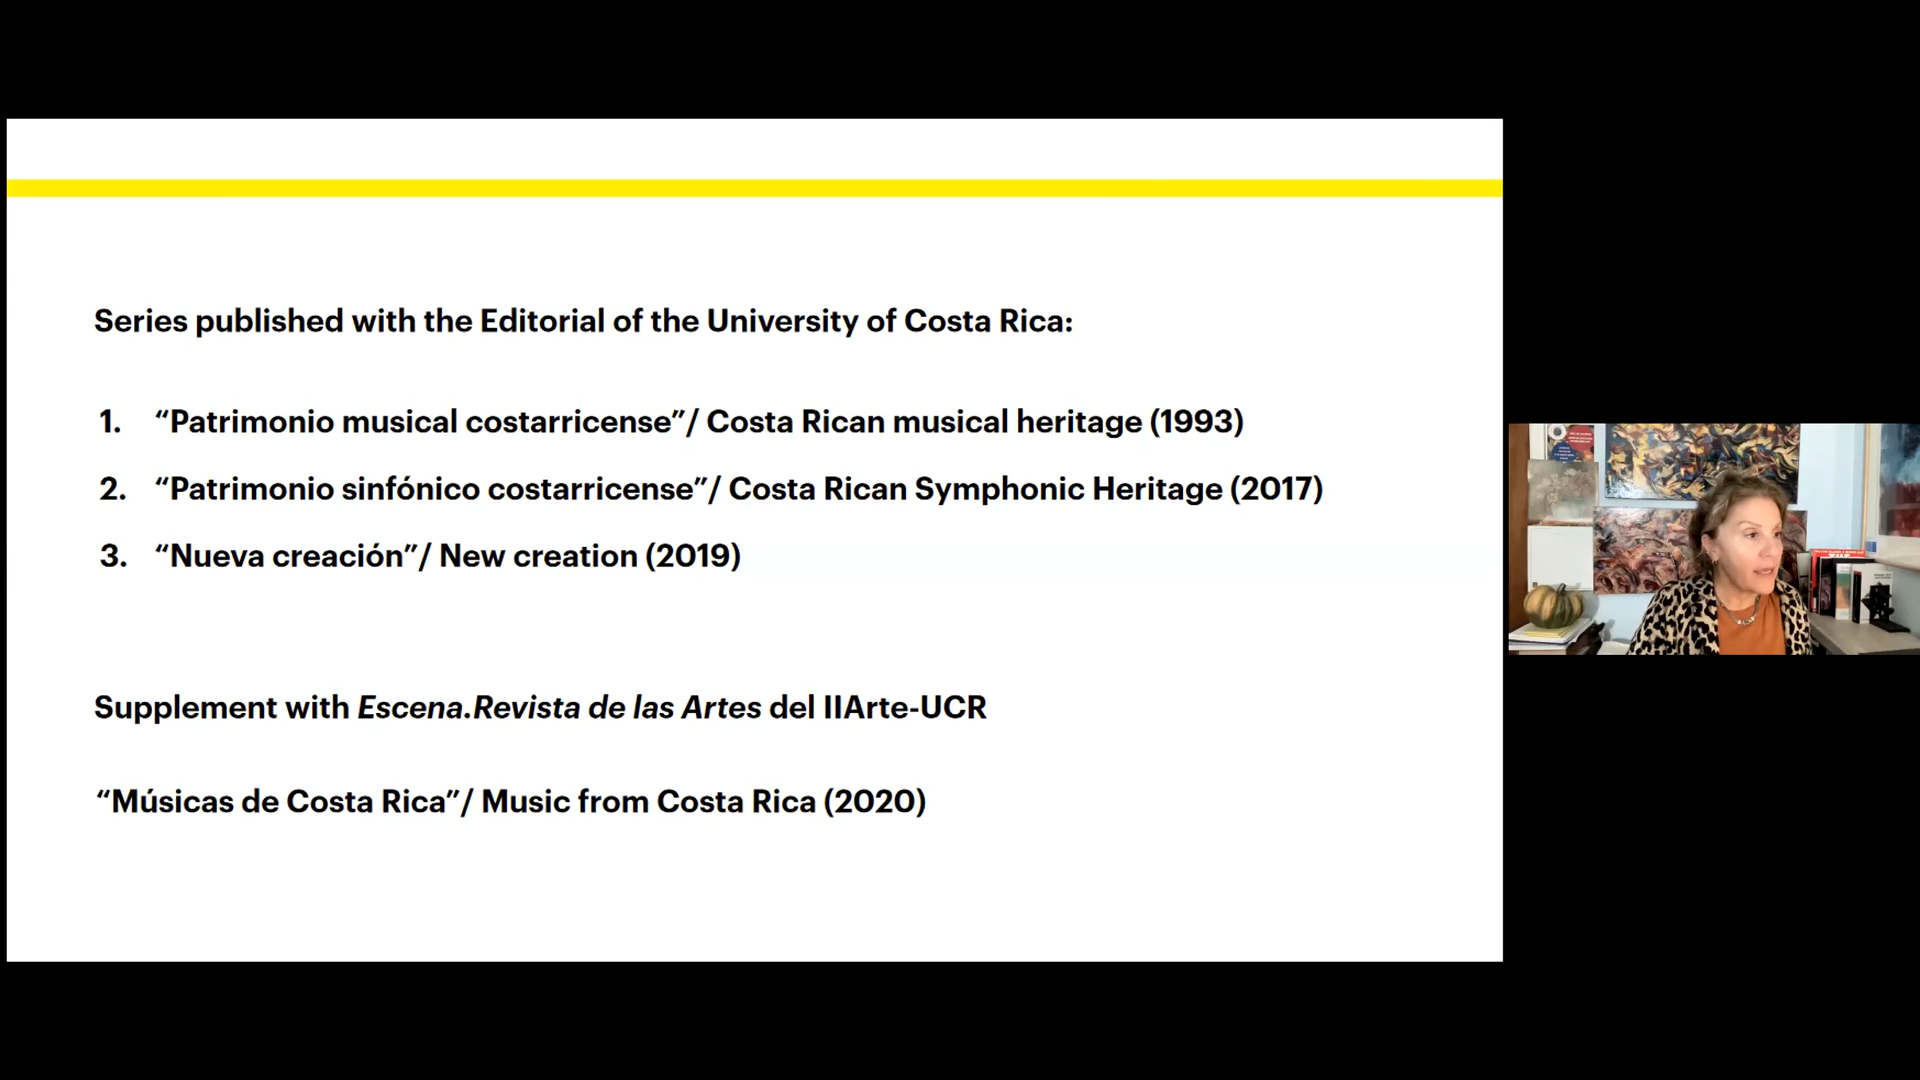 Series published with the Editorial of the University of Costa Rica:
1. “Patrimonio musical costarricense”/ Costa Rican musical heritage (1993)
2. “Patrimonio sinfónico costarricense”/ Costa Rican Symphonic Heritage (2017)
3. “Nueva creación”/ New creation (2019)
Supplement with Escena.Revista de las Artes del IIArte-UCR
“Músicas de Costa Rica”/ Music from Costa Rica (2020)